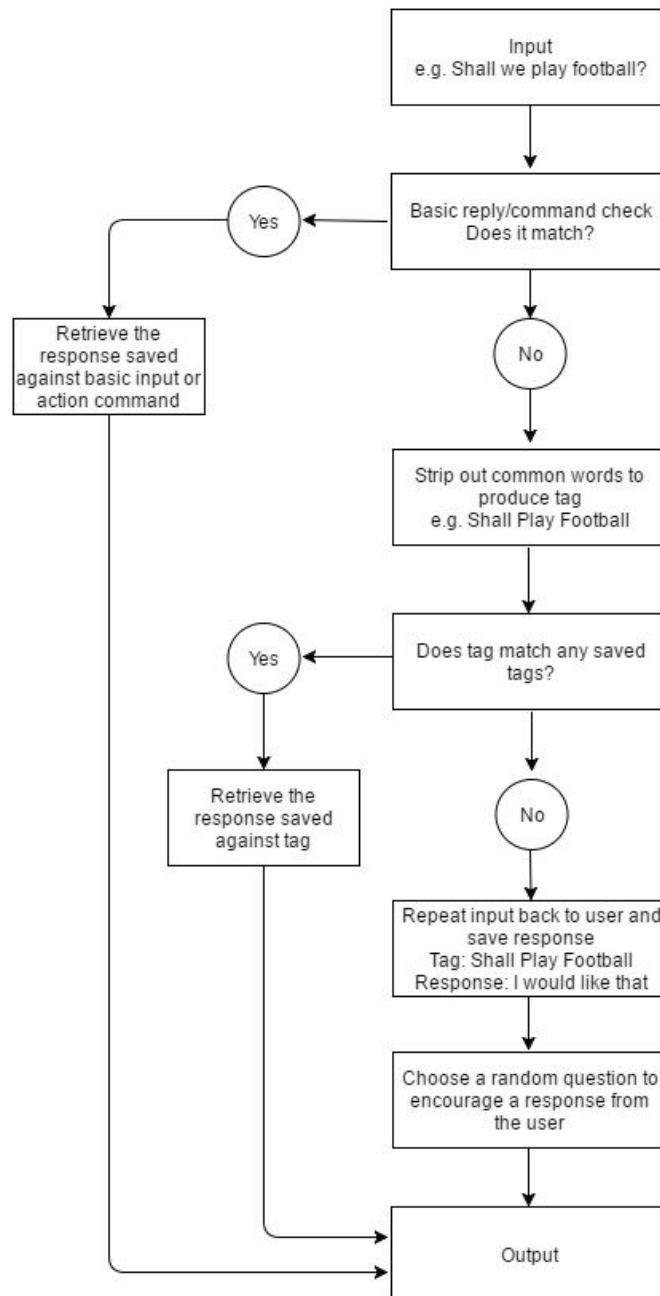 Input
e.g. Shall we play football?
Basic reply/command check
Does it match?
Yes
No
Retrieve the
response saved
against basic input or
action command
Strip out common words to
produce tag
e.g. Shall Play Football
Does tag match any saved
tags?
Yes
No
Retrieve the
response saved
against tag
Repeat input back to user and
save response
Tag: Shall Play Football
Response: I would like that
Choose a random question to
encourage a response from
the user
Output